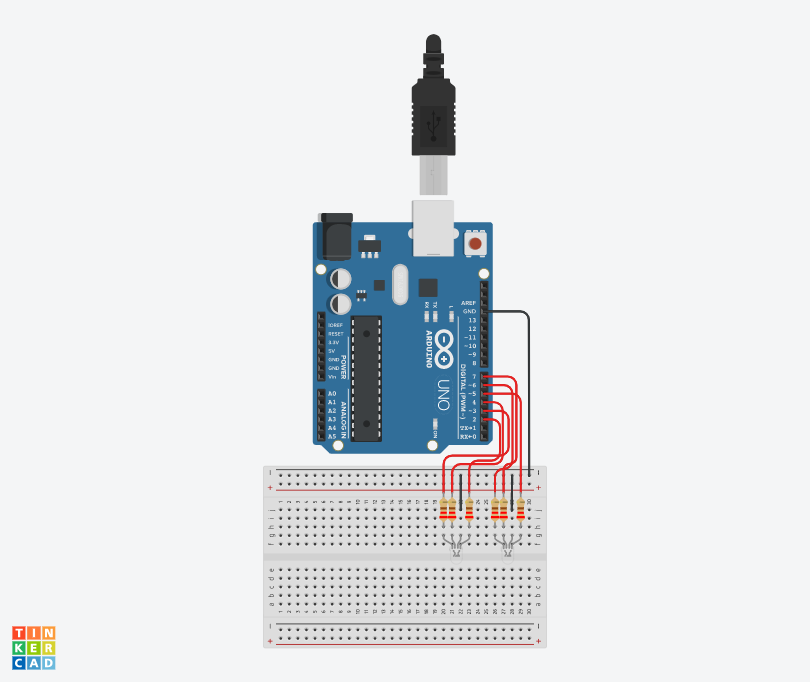 AREF
GND
13
12
~11
~10
~9
8
7
~6
~5
4
~3
2
TX→1
RX←0
DIGITAL (PWM~)
IOREF
RESET
3.3V
5V
GND
GND
Vin
POWER
A0
A1
A2
A3
A4
A5
ANALOG IN
RX
TX
L
ARDUINO
UNO
ON
j
i
h
g
f
e
d
c
b
a
TIN
KER
CAD